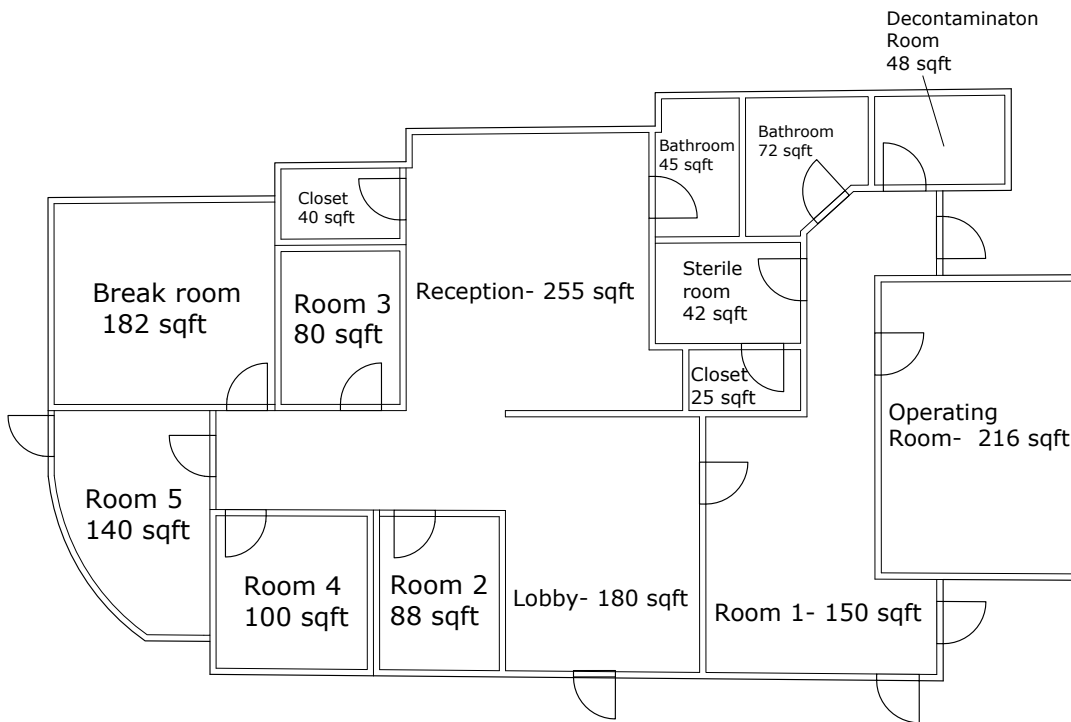 Decontaminaton
Room
48 sqft
Bathroom
45 sqft
Bathroom
72 sqft
Closet
40 sqft
Break room
182 sqft
Room 3
80 sqft
Reception- 255 sqft
Sterile
room
42 sqft
Closet
25 sqft
Operating
Room-  216 sqft
Room 5
140 sqft
Room 4
100 sqft
Room 2
88 sqft
Lobby- 180 sqft
Room 1- 150 sqft